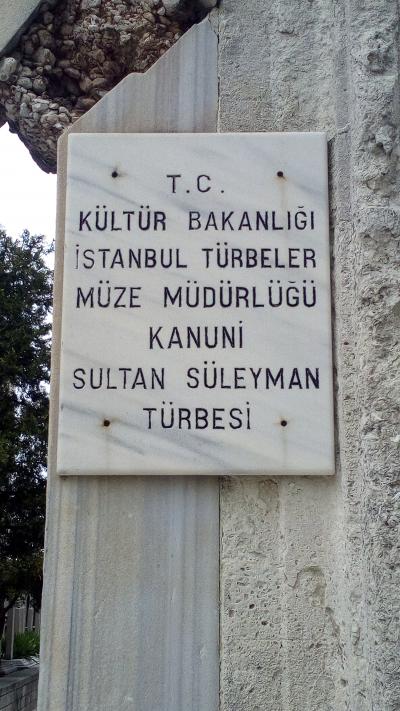 T.C.
KÜLTÜR BAKANLIĞI
İSTANBUL TÜRBELER
MÜZE MÜDÜRLÜĞÜ
KANUNİ
SULTAN SÜLEYMAN
TÜRBESİ